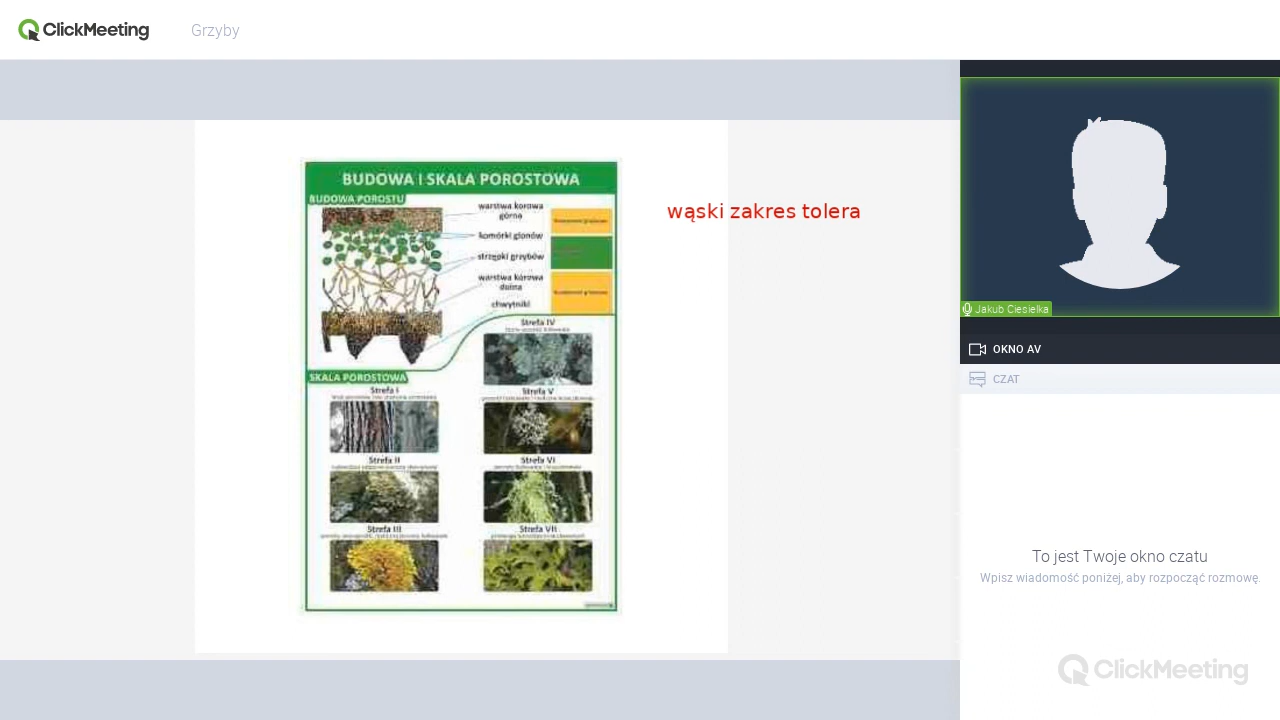 ClickMeeting
Grzyby
BUDOWA I SKALA POROSTOWA
BUDOWA POROSTU
warstwa korowa
górna
komórki glonów
strzępki grzybów
warstwa korowa
dolna
chwytniki
wąski zakres tolera
SKALA POROSTOWA
Strefa I
Strefa II
Strefa III
Strefa IV
Strefa V
Strefa VI
Strefa VII
Jakub Ciesielka
OKNO AV
CZAT
To jest Twoje okno czatu
Wpisz wiadomość poniżej, aby rozpocząć rozmowę.
ClickMeeting